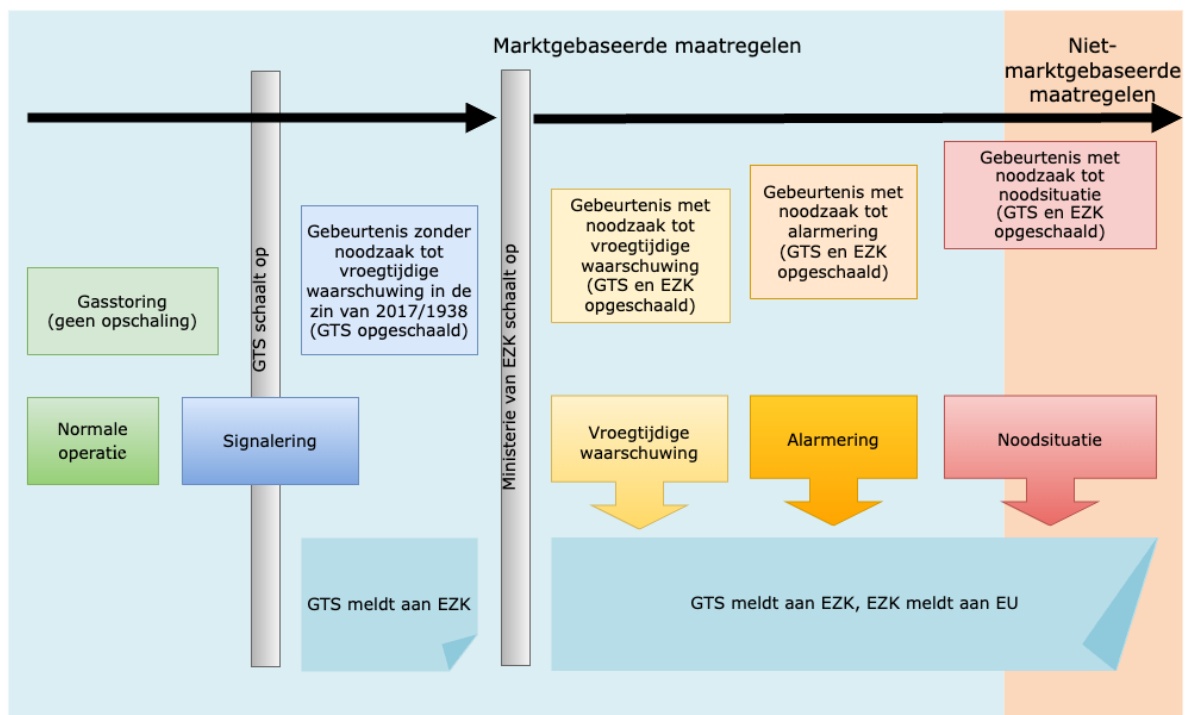 Marktgebaseerde maatregelen
Niet-
marktgebaseerde
maatregelen
Gasstoring
(geen opschaling)
GTS schaalt op
Gebeurtenis zonder
noodzaak tot
vroegtijdige
waarschuwing in de
zin van 2017/1938
(GTS opgeschaald)
Ministerie van EZK schaalt op
Gebeurtenis met
noodzaak tot
vroegtijdige
waarschuwing
(GTS en EZK
opgeschaald)
Gebeurtenis met
noodzaak tot
alarmering
(GTS en EZK
opgeschaald)
Gebeurtenis met
noodzaak tot
noodsituatie
(GTS en EZK
opgeschaald)
Normale
operatie
Signalering
Vroegtijdige
waarschuwing
Alarmering
Noodsituatie
GTS meldt aan EZK
GTS meldt aan EZK, EZK meldt aan EU